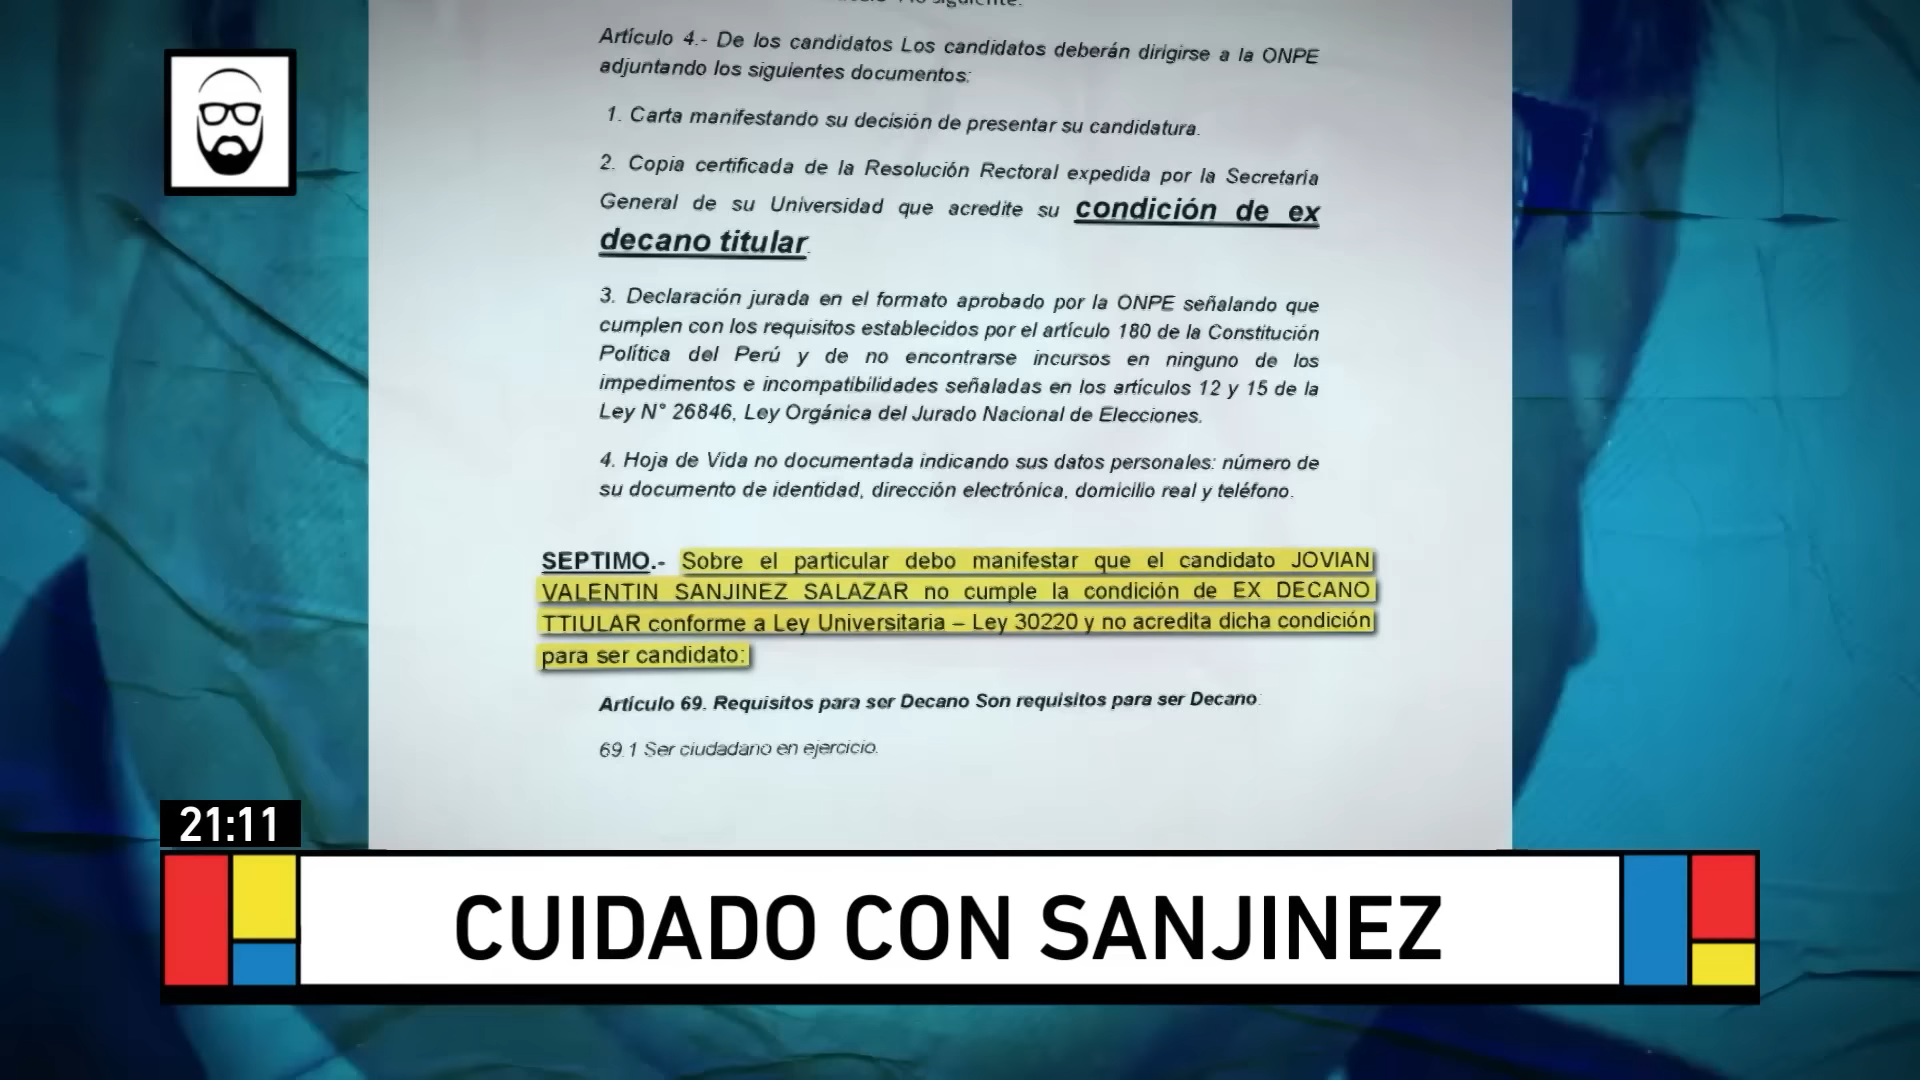 Artículo 4.- De los candidatos Los candidatos deberán dirigirse a la ONPE
adjuntando los siguientes documentos:
1. Carta manifestando su decisión de presentar su candidatura.
2. Copia certificada de la Resolución Rectoral expedida por la Secretaría
General de su Universidad que acredite su condición de ex
decano titular.
3. Declaración jurada en el formato aprobado por la ONPE señalando que
cumplen con los requisitos establecidos por el artículo 180 de la Constitución
Política del Perú y de no encontrarse incursos en ninguno de los
impedimentos e incompatibilidades señaladas en los artículos 12 y 15 de la
Ley N° 26846, Ley Orgánica del Jurado Nacional de Elecciones.
4. Hoja de Vida no documentada indicando sus datos personales: número de
su documento de identidad, dirección electrónica, domicilio real y teléfono.
SEPTIMO.- Sobre el particular debo manifestar que el candidato JOVIAN
VALENTIN SANJINEZ SALAZAR no cumple la condición de EX DECANO
TTIULAR conforme a Ley Universitaria – Ley 30220 y no acredita dicha condición
para ser candidato:
Artículo 69. Requisitos para ser Decano Son requisitos para ser Decano:
69.1 Ser ciudadano en ejercicio.
21:11
CUIDADO CON SANJINEZ